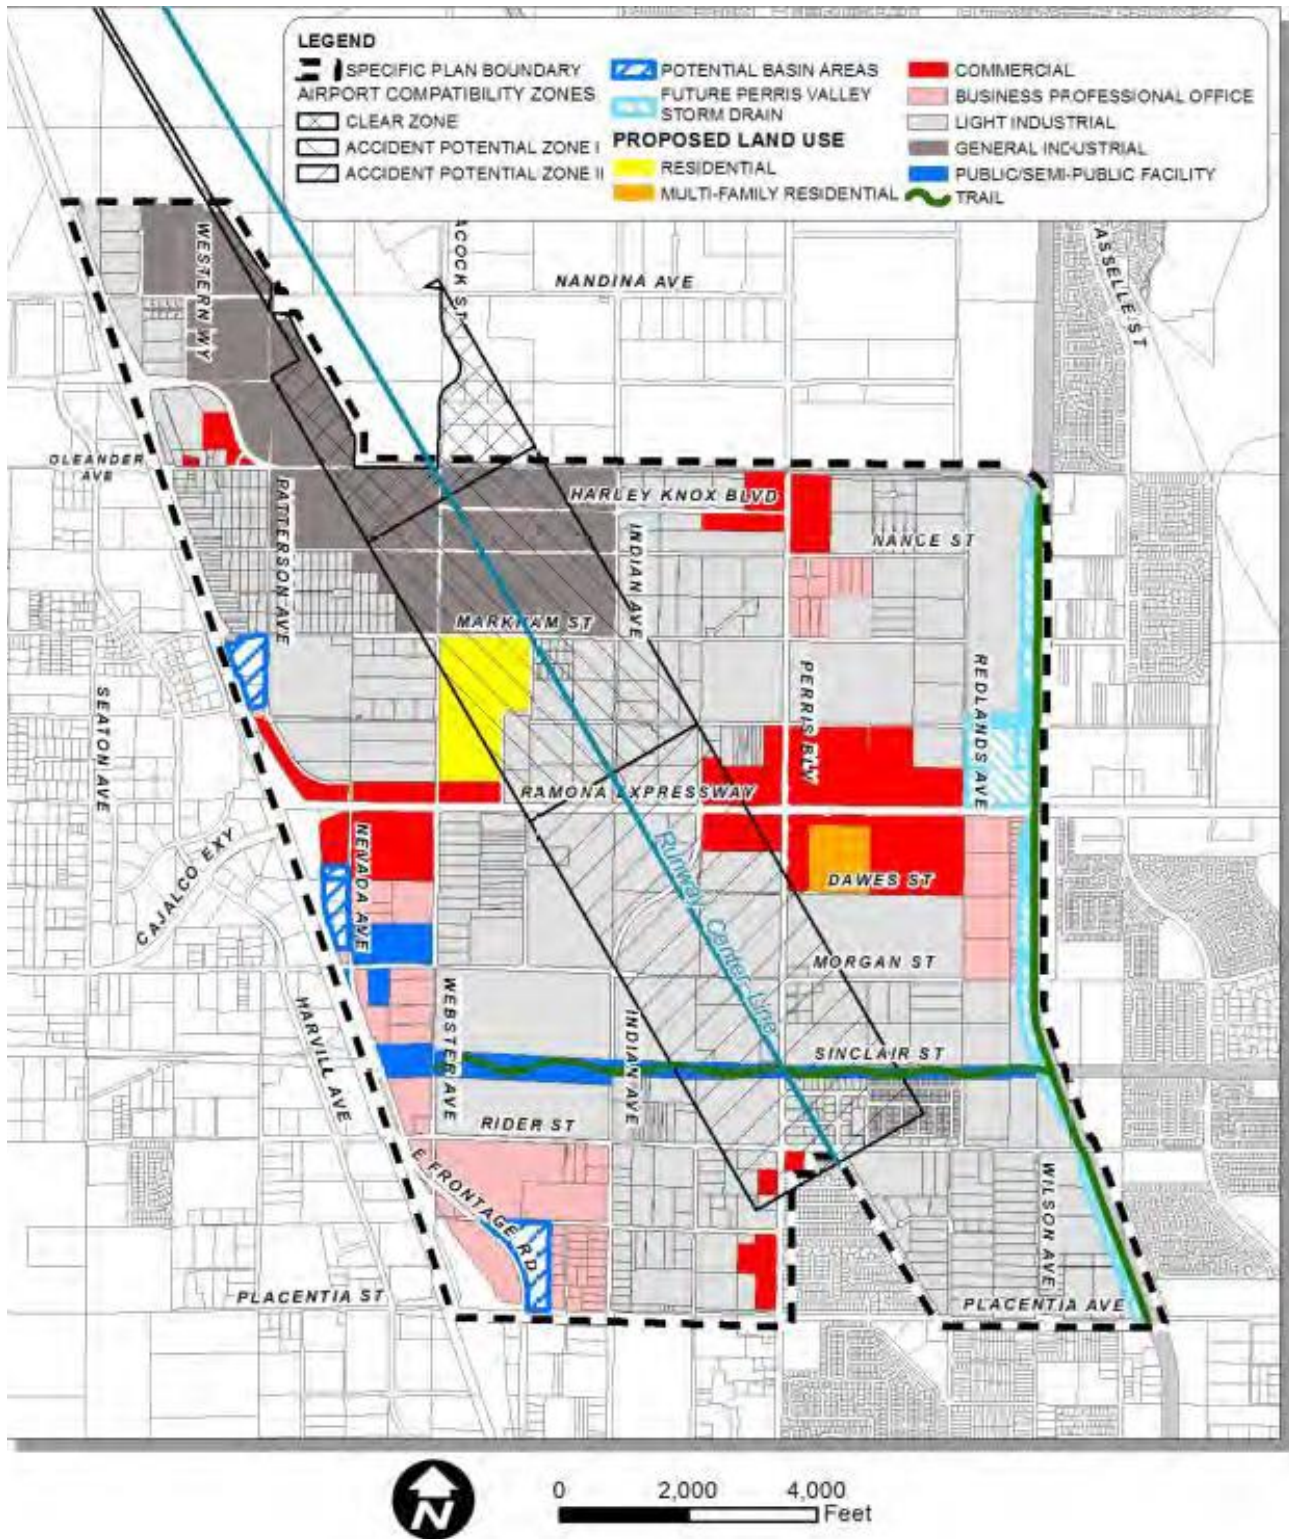 LEGEND
SPECIFIC PLAN BOUNDARY
AIRPORT COMPATIBILITY ZONES
CLEAR ZONE
ACCIDENT POTENTIAL ZONE I
ACCIDENT POTENTIAL ZONE II
POTENTIAL BASIN AREAS
FUTURE PERRIS VALLEY
STORM DRAIN
PROPOSED LAND USE
RESIDENTIAL
MULTI-FAMILY RESIDENTIAL
COMMERCIAL
BUSINESS PROFESSIONAL OFFICE
LIGHT INDUSTRIAL
GENERAL INDUSTRIAL
PUBLIC/SEMI-PUBLIC FACILITY
TRAIL
WESTERN WY
ACOCK ST
NANDINA AVE
ASSELLE ST
OLEANDER
AVE
PATTERSON AVE
HARLEY KNOX BLVD
INDIAN AVE
NANCE ST
MARKHAM ST
SEATON AVE
PERRIS BLV
REDLANDS AVE
RAMONA EXPRESSWAY
NENADA AVE
CAJALCO EXY
Runway Center Line
DAWES ST
MORGAN ST
HARVILL AVE
WEBSTER AVE
INDIAN AVE
SINCLAIR ST
RIDER ST
E FRONTAGE RD
WILSON AVE
PLACENTIA ST
PLACENTIA AVE
N
0 2,000 4,000
Feet